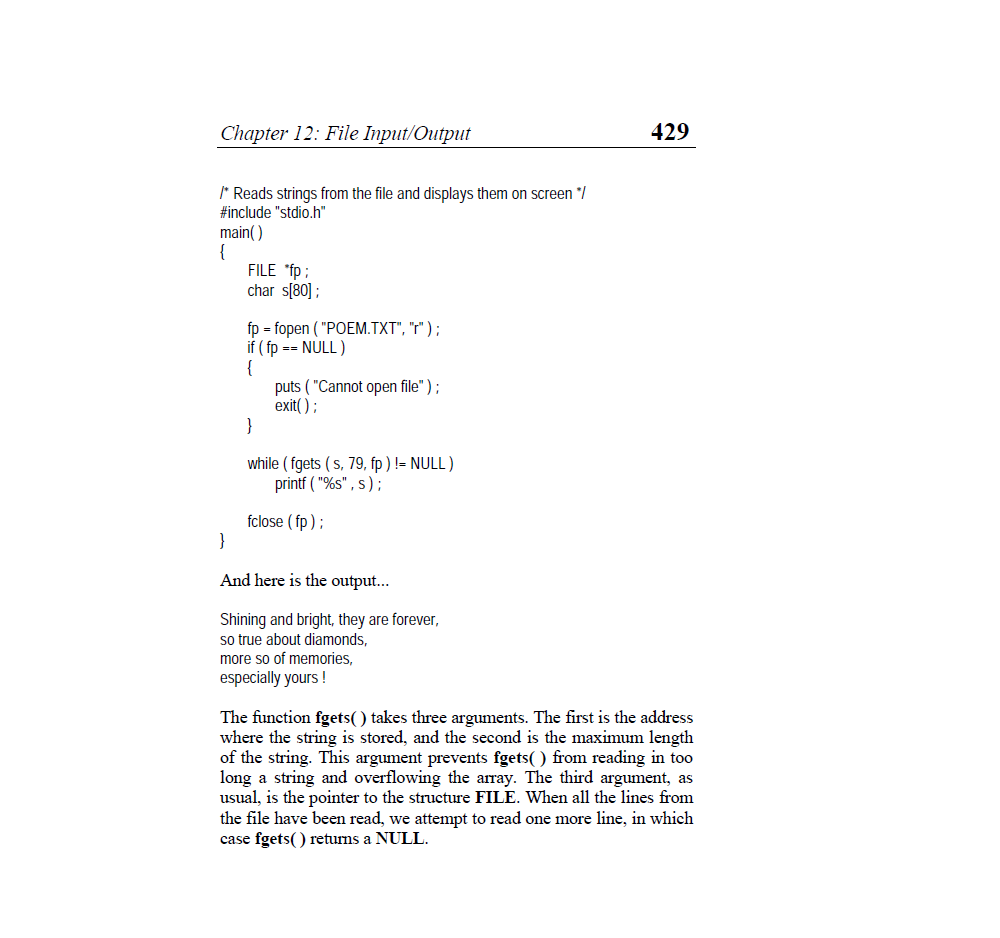 Chapter 12: File Input/Output 429
/* Reads strings from the file and displays them on screen */
#include "stdio.h"
main( )
{
FILE *fp ;
char s[80] ;
fp = fopen ( "POEM.TXT", "r" ) ;
if ( fp == NULL )
{
puts ( "Cannot open file" ) ;
exit( ) ;
}
while ( fgets ( s, 79, fp ) != NULL )
printf ( "%s" , s ) ;
fclose ( fp ) ;
}
And here is the output...
Shining and bright, they are forever,
so true about diamonds,
more so of memories,
especially yours !
The function fgets( ) takes three arguments. The first is the address
where the string is stored, and the second is the maximum length
of the string. This argument prevents fgets( ) from reading in too
long a string and overflowing the array. The third argument, as
usual, is the pointer to the structure FILE. When all the lines from
the file have been read, we attempt to read one more line, in which
case fgets( ) returns a NULL.